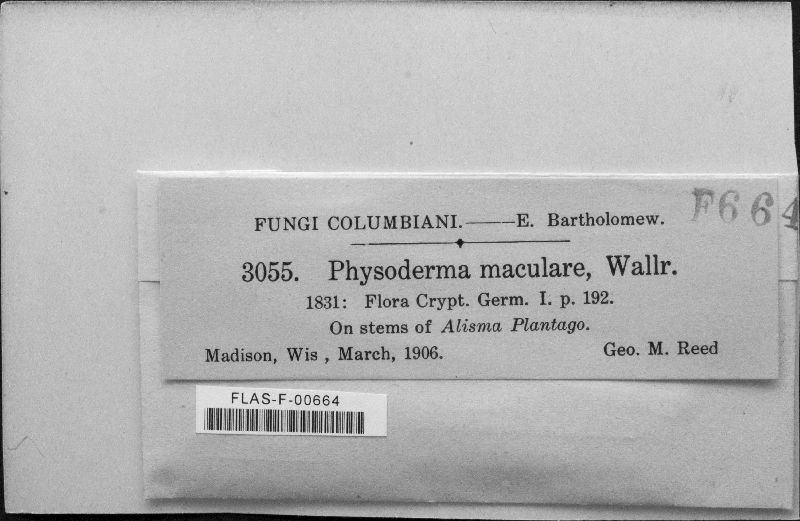 F664
FUNGI COLUMBIANI.——E. Bartholomew.
3055. Physoderma maculare, Wallr.
1831: Flora Crypt. Germ. I. p. 192.
On stems of Alisma Plantago.
Madison, Wis , March, 1906. Geo. M. Reed
FLAS-F-00664